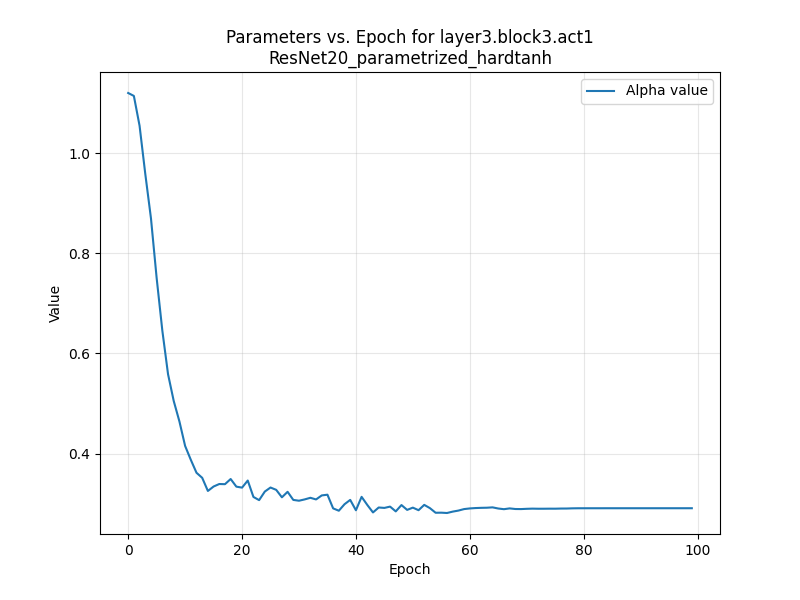 Parameters vs. Epoch for layer3.block3.act1
ResNet20_parametrized_hardtanh
Alpha value
1.0
0.8
0.6
0.4
Value
0 20 40 60 80 100
Epoch